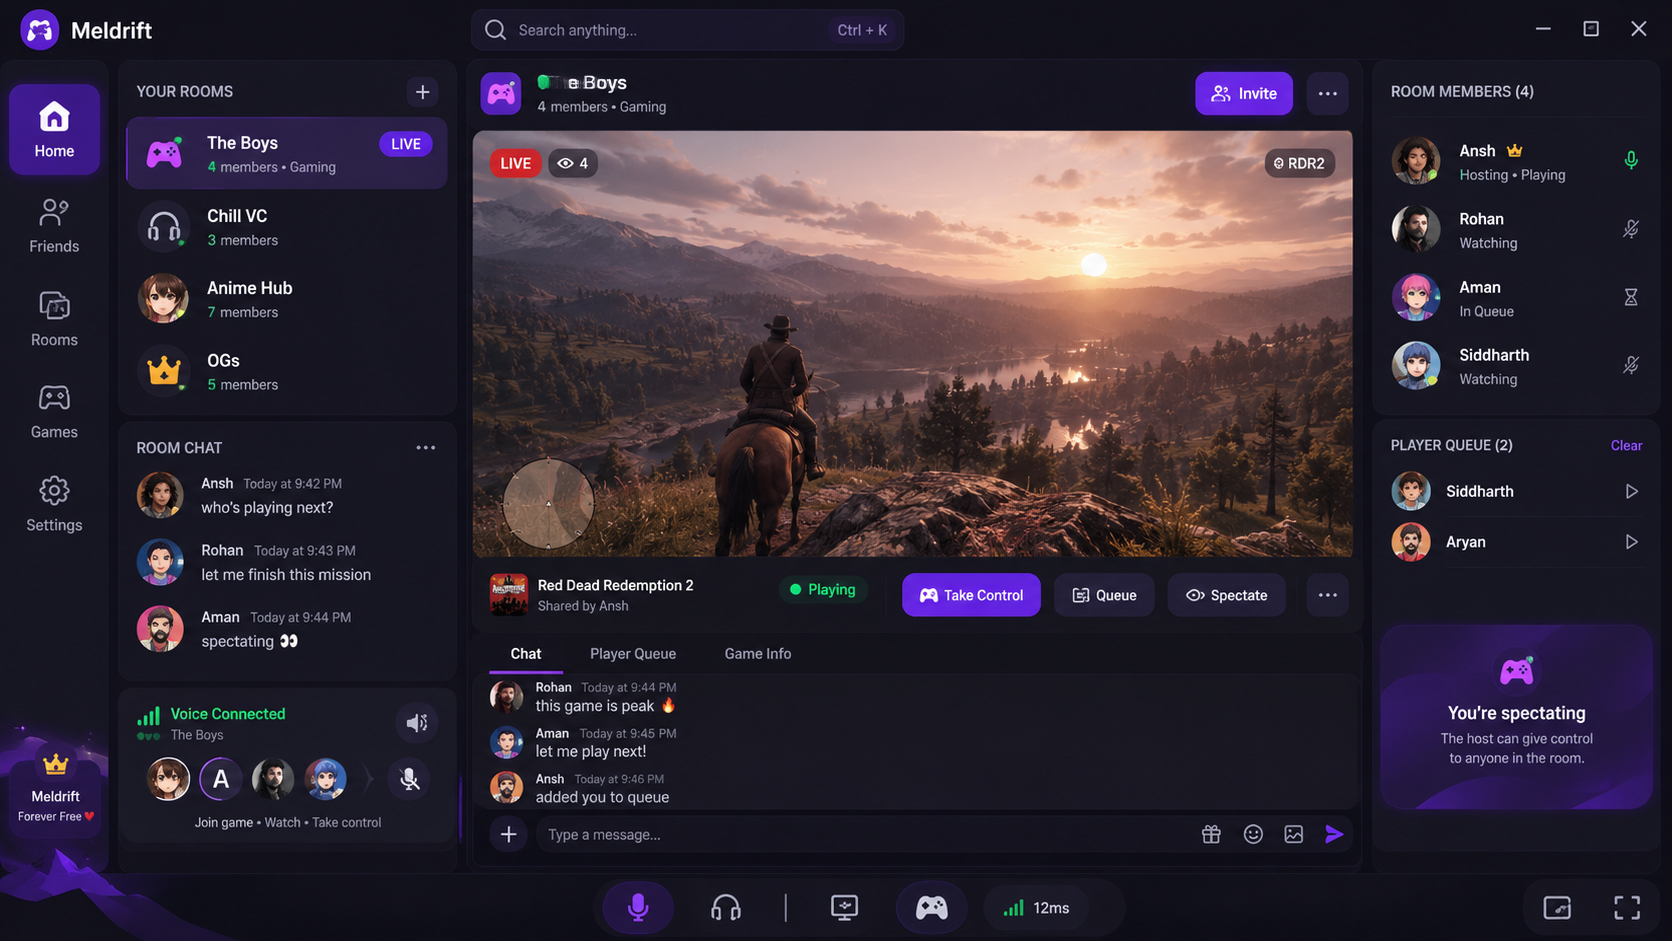 Meldrift
Search anything...
Ctrl + K
Home
Friends
Rooms
Games
Settings
Meldrift
Forever Free ❤️
YOUR ROOMS
+
The Boys
LIVE
4 members • Gaming
Chill VC
3 members
Anime Hub
7 members
OGs
5 members
ROOM CHAT
Ansh Today at 9:42 PM
who's playing next?
Rohan Today at 9:43 PM
let me finish this mission
Aman Today at 9:44 PM
spectating 👀
Voice Connected
The Boys
A
Join game • Watch • Take control
e Boys
4 members • Gaming
Invite
LIVE
4
RDR2
Red Dead Redemption 2
Shared by Ansh
Playing
Take Control
Queue
Spectate
Chat
Player Queue
Game Info
Rohan Today at 9:44 PM
this game is peak 🔥
Aman Today at 9:45 PM
let me play next!
Ansh Today at 9:46 PM
added you to queue
Type a message...
12ms
ROOM MEMBERS (4)
Ansh
Hosting • Playing
Rohan
Watching
Aman
In Queue
Siddharth
Watching
PLAYER QUEUE (2)
Clear
Siddharth
Aryan
You're spectating
The host can give control
to anyone in the room.